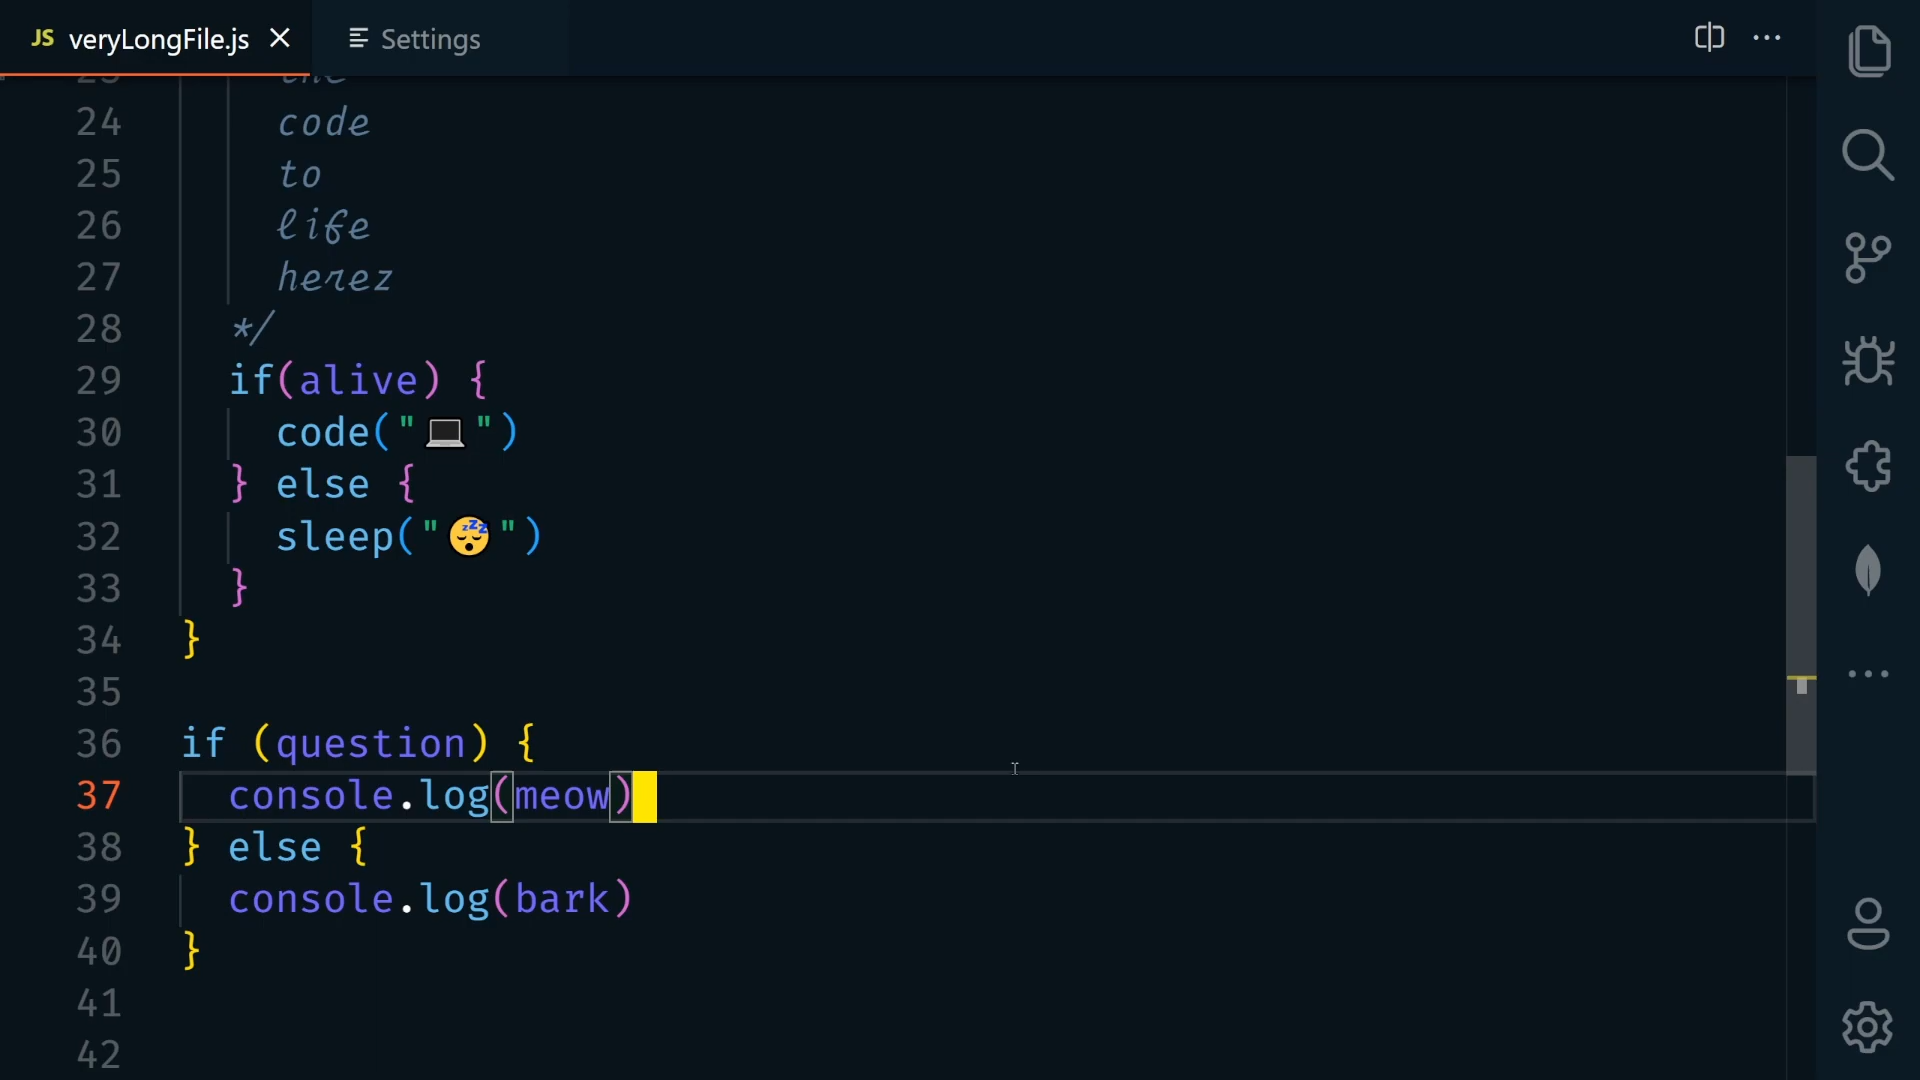 JS veryLongFile.js Settings
23 the
24 code
25 to
26 life
27 herez
28 */
29 if(alive) {
30 code("💻")
31 } else {
32 sleep("😴")
33 }
34 }
35
36 if (question) {
37 console.log(meow)
38 } else {
39 console.log(bark)
40 }
41
42